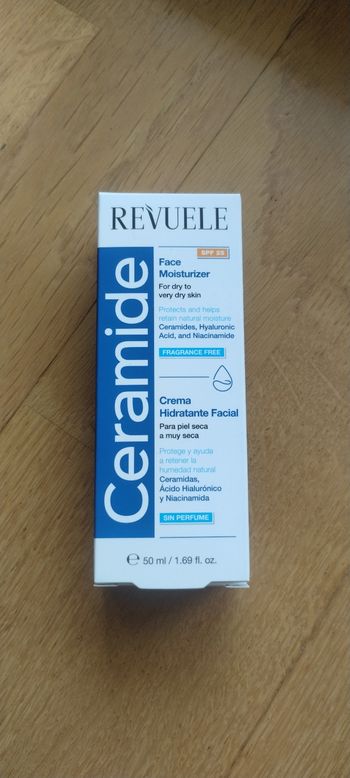 REVUELE
Ceramide
SPF 25
Face
Moisturizer
For dry to
very dry skin
Protects and helps
retain natural moisture
Ceramides, Hyaluronic
Acid, and Niacinamide
FRAGRANCE FREE
Crema
Hidratante Facial
Para piel seca
a muy seca
Protege y ayuda
a retener la
humedad natural
Ceramidas,
Ácido Hialurónico
y Niacinamida
SIN PERFUME
℮ 50 ml / 1.69 fl. oz.